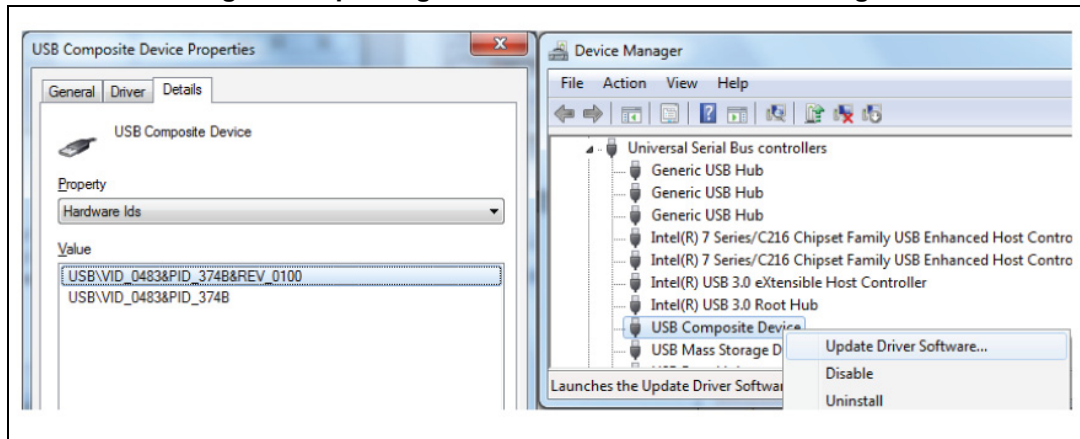 USB Composite Device Properties
General Driver Details
USB Composite Device
Property
Hardware Ids
Value
USB\VID_0483&PID_374B&REV_0100
USB\VID_0483&PID_374B
Device Manager
File Action View Help
Universal Serial Bus controllers
Generic USB Hub
Generic USB Hub
Generic USB Hub
Intel(R) 7 Series/C216 Chipset Family USB Enhanced Host Contro
Intel(R) 7 Series/C216 Chipset Family USB Enhanced Host Contro
Intel(R) USB 3.0 eXtensible Host Controller
Intel(R) USB 3.0 Root Hub
USB Composite Device
USB Mass Storage D
Launches the Update Driver Softwar
Update Driver Software...
Disable
Uninstall